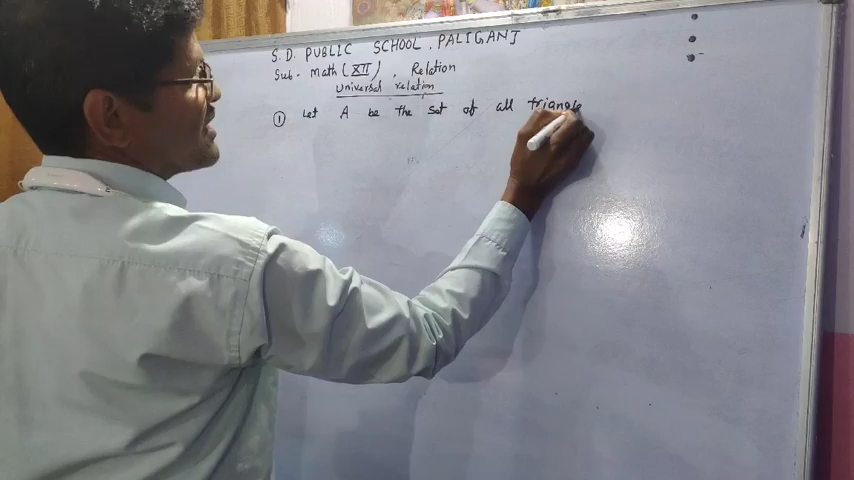 S. D. PUBLIC SCHOOL, PALIGANJ
Sub - Math (XII), Relation
Universal relation
① Let A be the set of all triangle